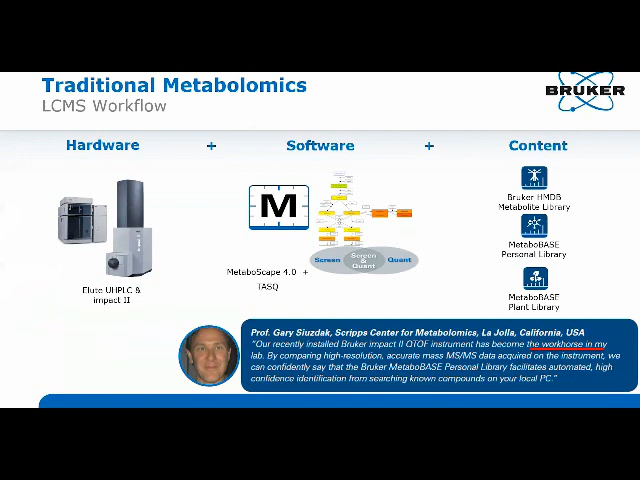 Traditional Metabolomics
LCMS Workflow
BRUKER
Hardware + Software + Content
M
Screen
Screen & Quant
Quant
MetaboScape 4.0 +
TASQ
Elute UHPLC &
impact II
Bruker HMDB
Metabolite Library
MetaBASE
Personal Library
MetaboBASE
Plant Library
Prof. Gary Siuzdak, Scripps Center for Metabolomics, La Jolla, California, USA
"Our recently installed Bruker impact II QTOF instrument has become the workhorse in my
lab. By comparing high-resolution, accurate mass MS/MS data acquired on the instrument, we
can confidently say that the Bruker MetaboBASE Personal Library facilitates automated, high
confidence identification from searching known compounds on your local PC."